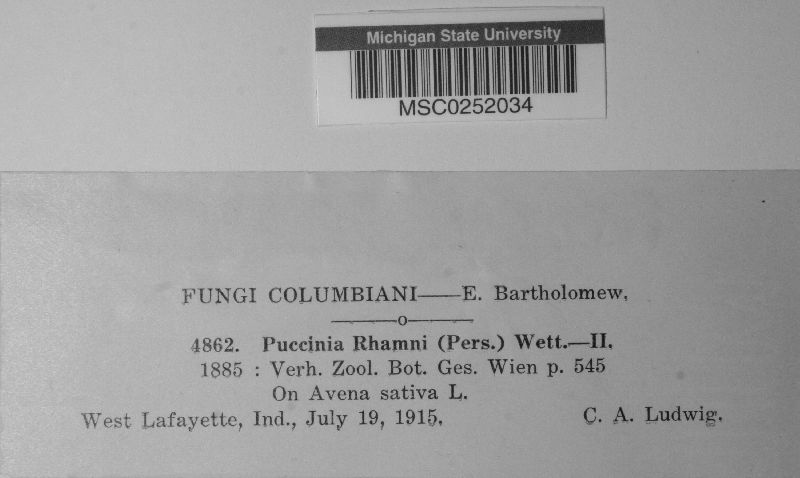 Michigan State University
MSC0252034
FUNGI COLUMBIANI——E. Bartholomew.
———o———
4862. Puccinia Rhamni (Pers.) Wett.—II.
1885 : Verh. Zool. Bot. Ges. Wien p. 545
On Avena sativa L.
West Lafayette, Ind., July 19, 1915. C. A. Ludwig.